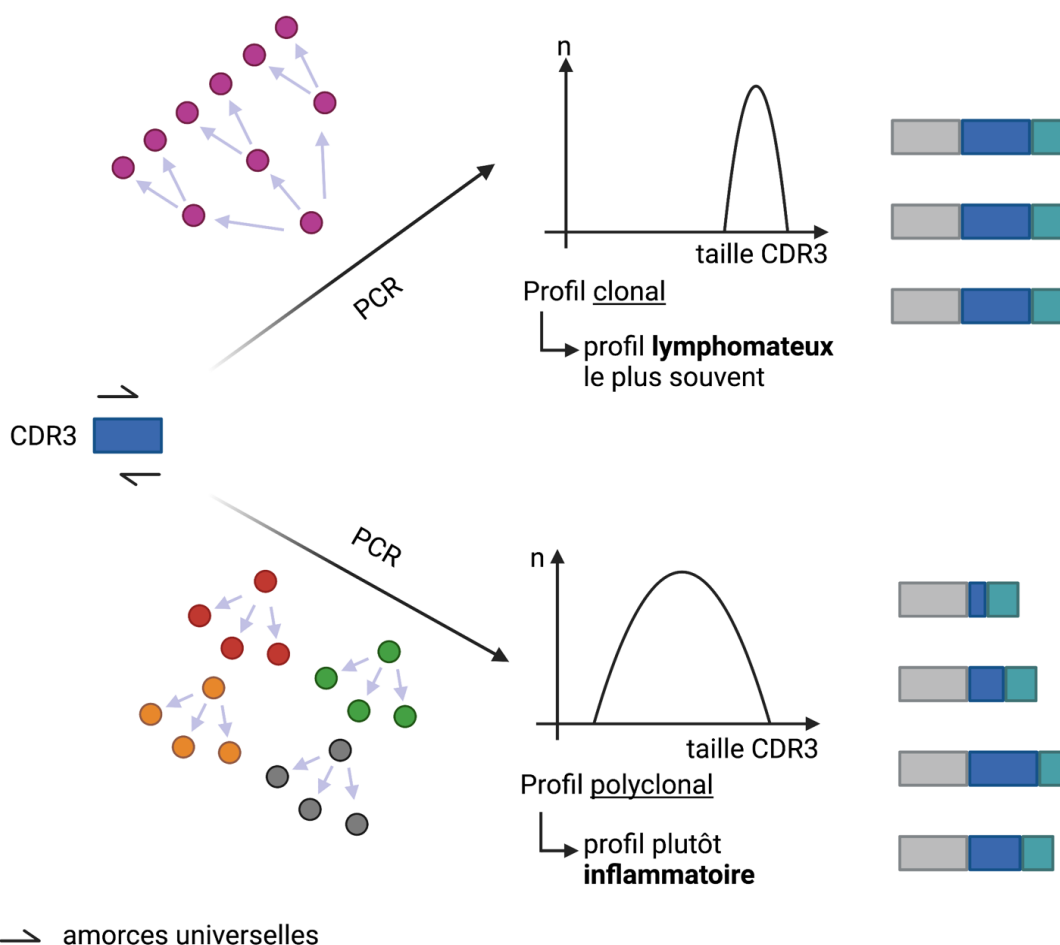 n
taille CDR3
PCR
Profil clonal
profil lymphomateux
le plus souvent
CDR3
PCR
n
taille CDR3
Profil polyclonal
profil plutôt
inflammatoire
amorces universelles